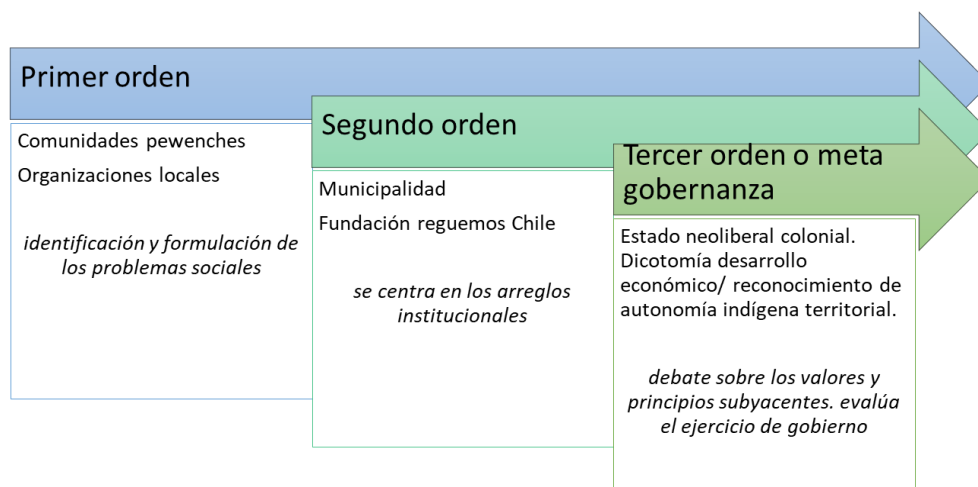 Primer orden
Comunidades pewenches
Organizaciones locales
identificación y formulación de
los problemas sociales
Segundo orden
Municipalidad
Fundación reguemos Chile
se centra en los arreglos
institucionales
Tercer orden o meta
gobernanza
Estado neoliberal colonial.
Dicotomía desarrollo
económico/ reconocimiento de
autonomía indígena territorial.
debate sobre los valores y
principios subyacentes. evalúa
el ejercicio de gobierno